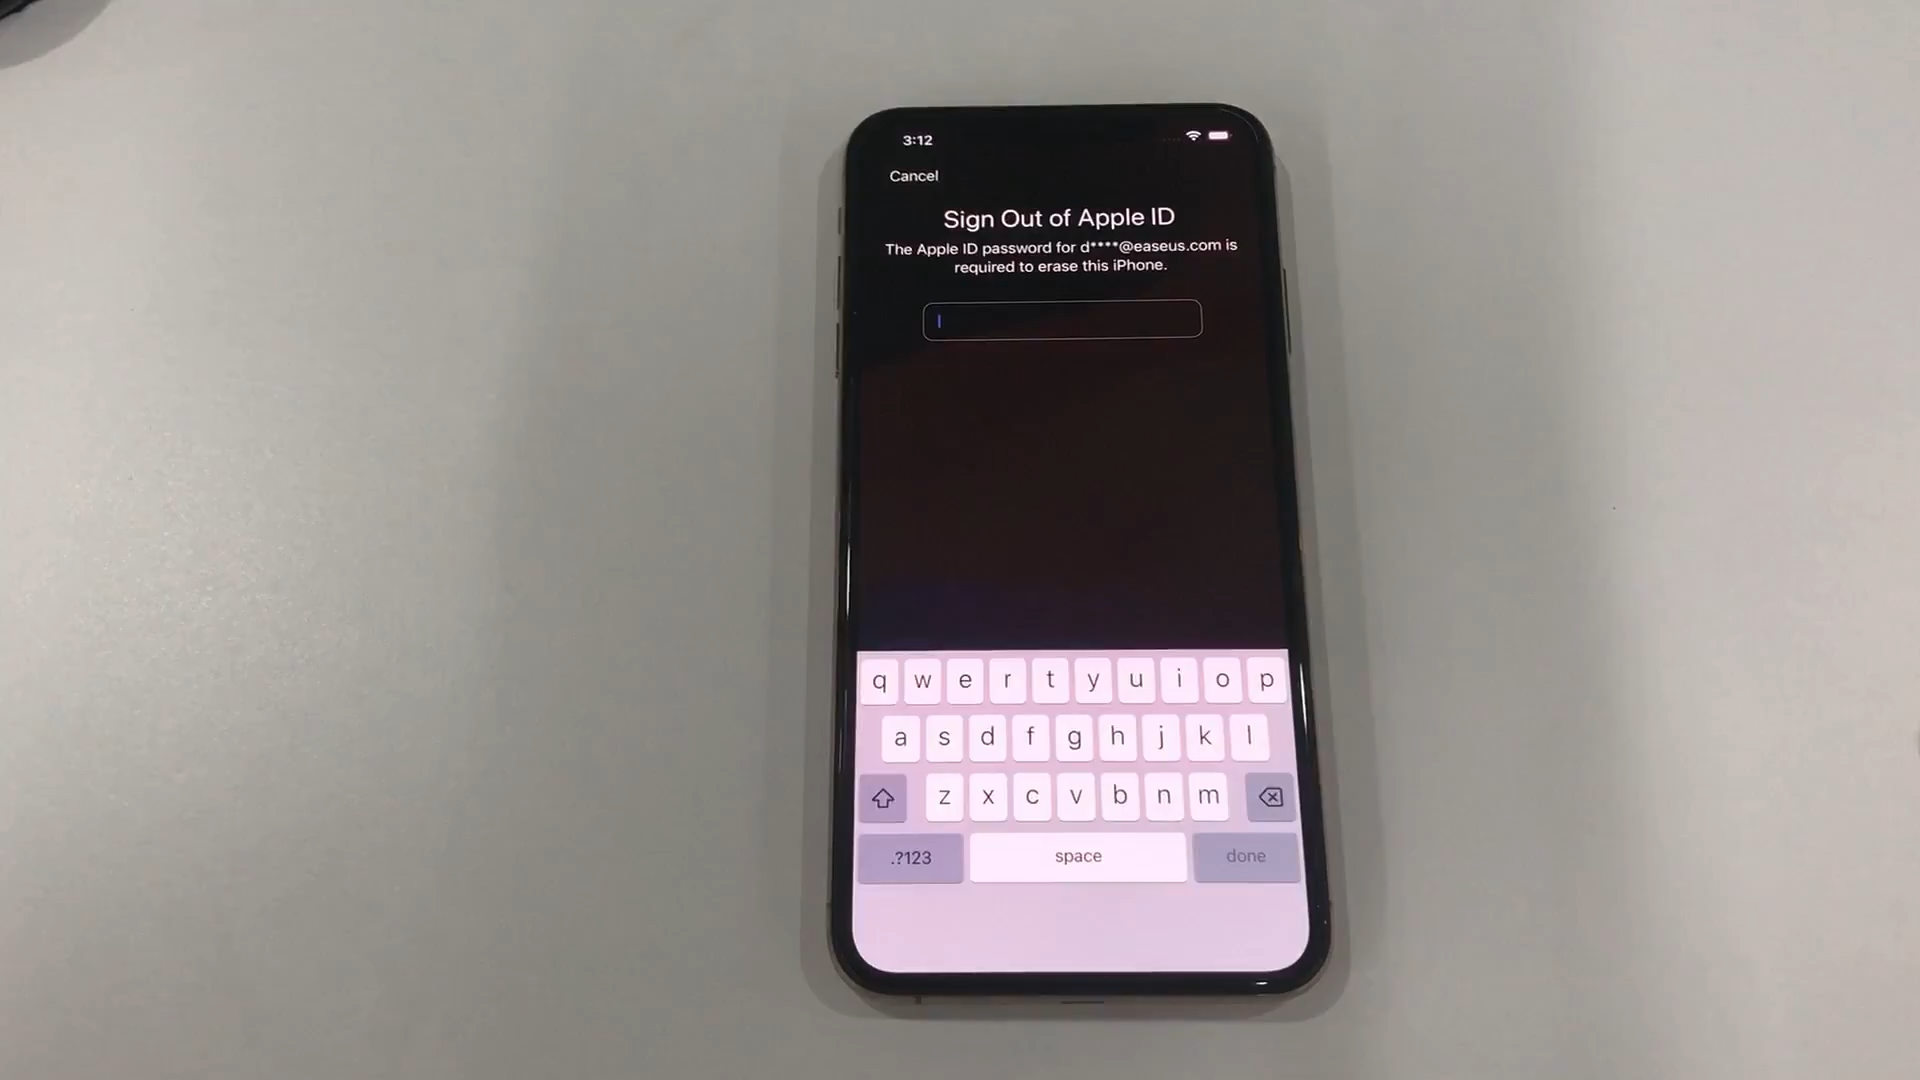 3:12
Cancel
Sign Out of Apple ID
The Apple ID password for d****@easeus.com is
required to erase this iPhone.
q w e r t y u i o p
a s d f g h j k l
z x c v b n m
.?123 space done